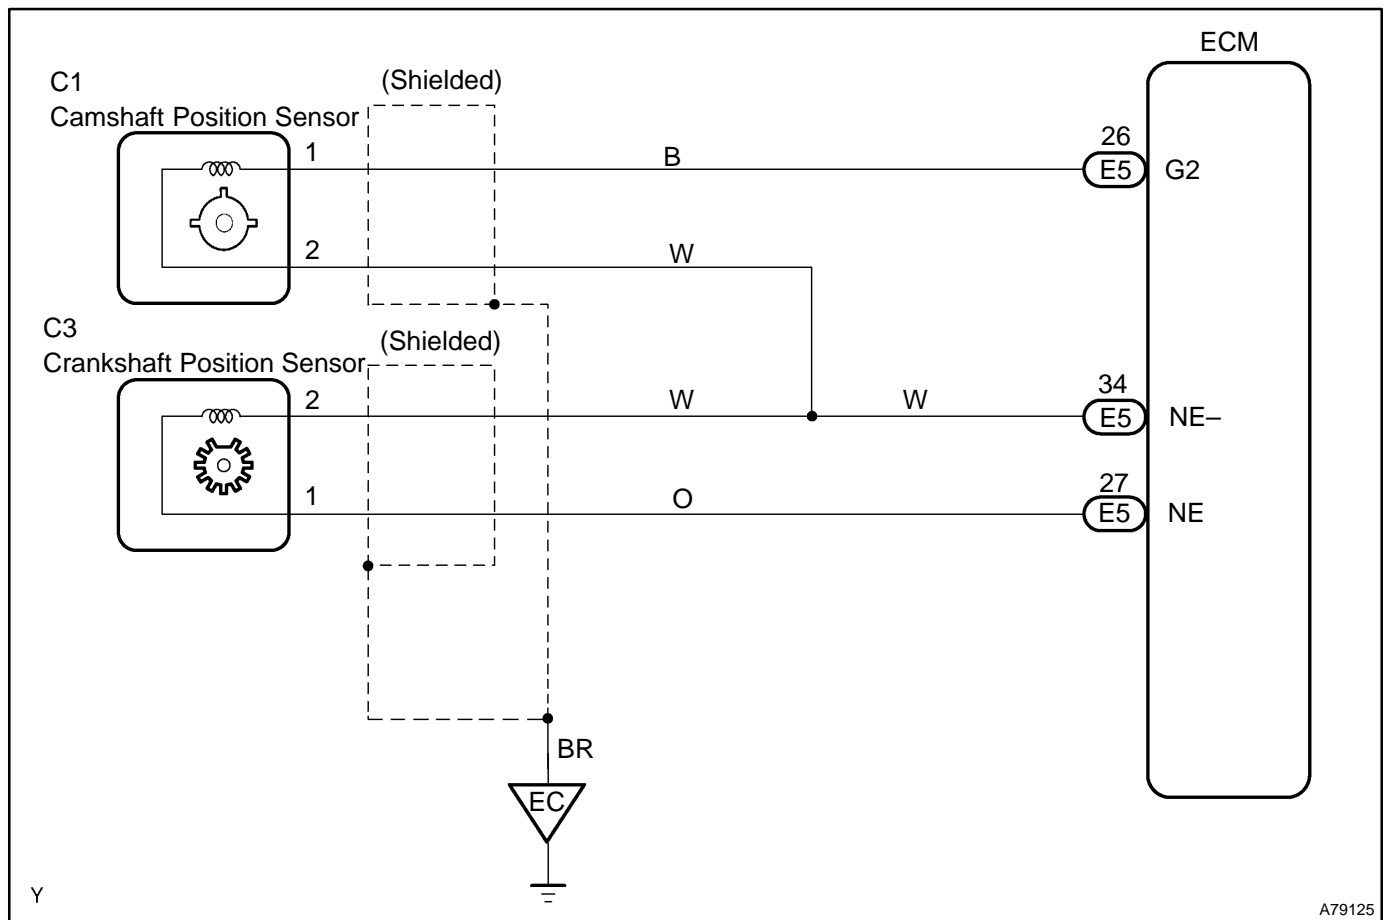 ECM
C1
(Shielded)
Camshaft Position Sensor
1
B
26
E5
G2
2
W
C3
(Shielded)
Crankshaft Position Sensor
2
W
W
34
E5
NE–
1
O
27
E5
NE
BR
EC
Y
A79125